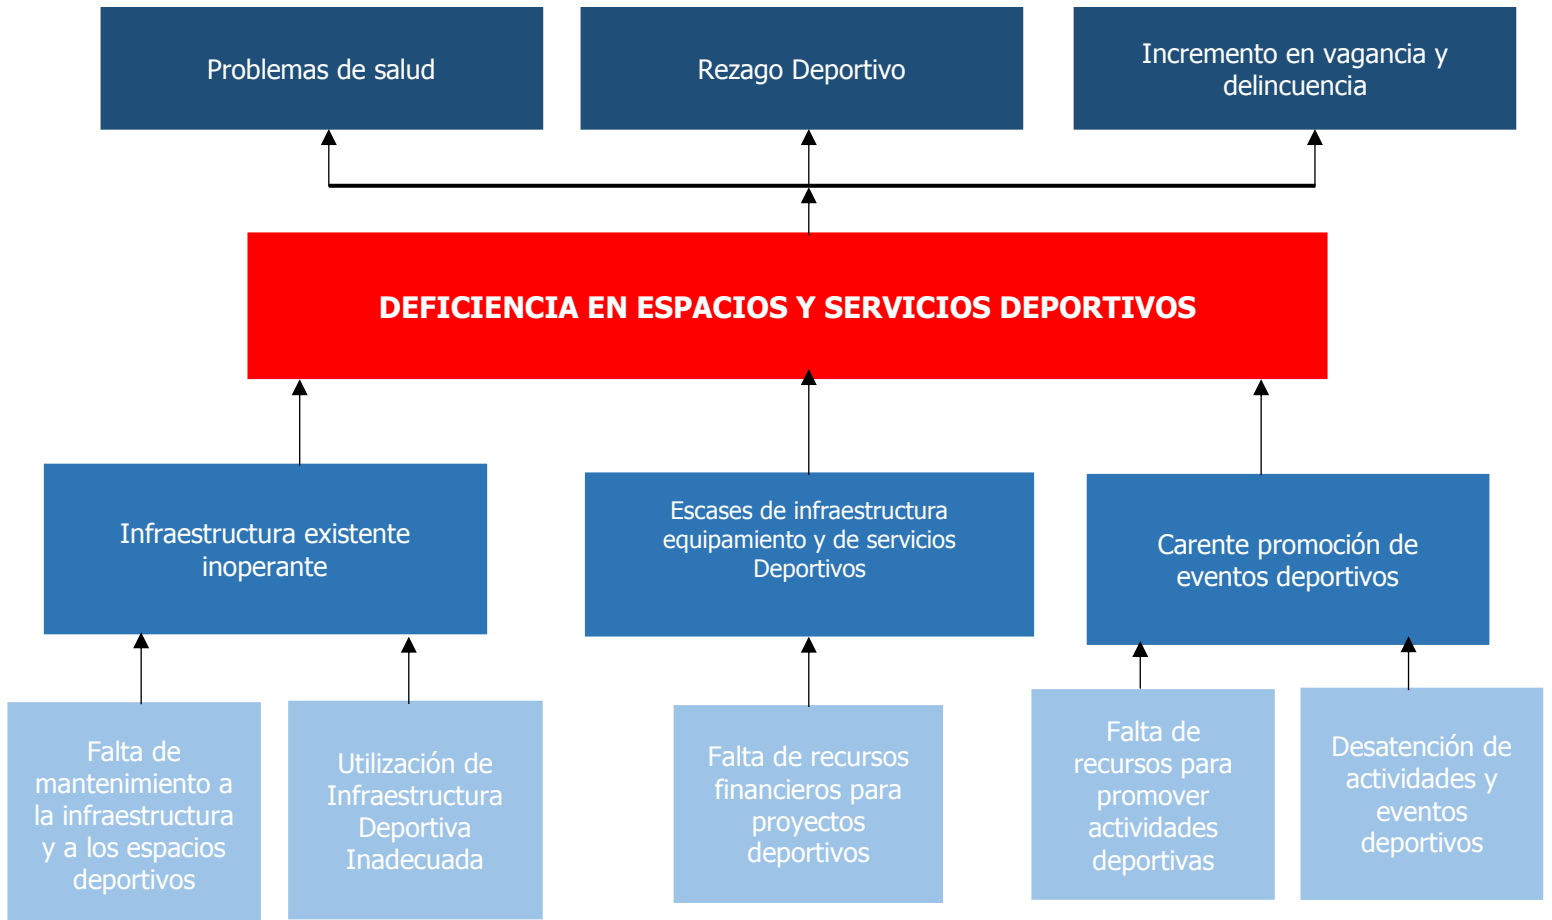 Problemas de salud
Rezago Deportivo
Incremento en vagancia y
delincuencia
DEFICIENCIA EN ESPACIOS Y SERVICIOS DEPORTIVOS
Infraestructura existente
inoperante
Escases de infraestructura
equipamiento y de servicios
Deportivos
Carente promoción de
eventos deportivos
Falta de
mantenimiento a
la infraestructura
y a los espacios
deportivos
Utilización de
Infraestructura
Deportiva
Inadecuada
Falta de recursos
financieros para
proyectos
deportivos
Falta de
recursos para
promover
actividades
deportivas
Desatención de
actividades y
eventos
deportivos